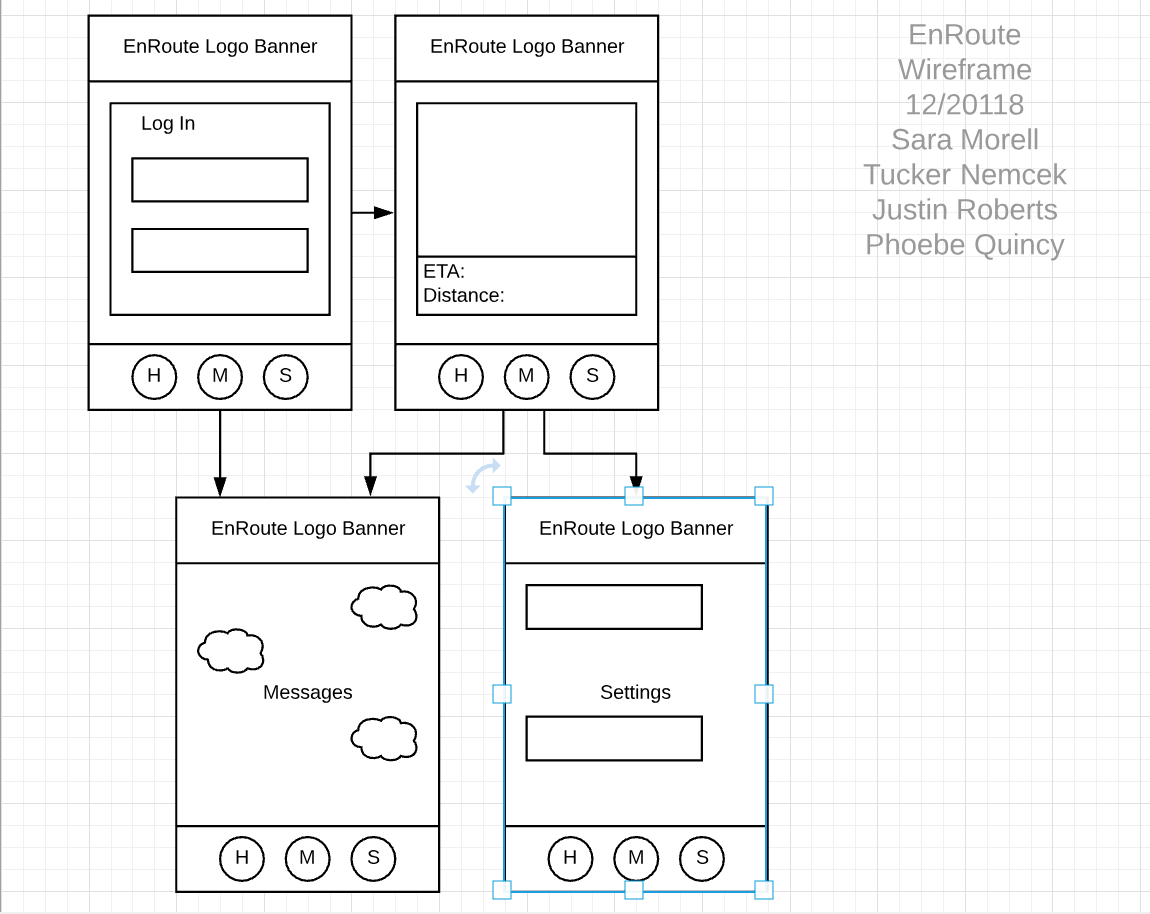 EnRoute Logo Banner
Log In
H M S
EnRoute Logo Banner
ETA:
Distance:
H M S
EnRoute
Wireframe
12/20118
Sara Morell
Tucker Nemcek
Justin Roberts
Phoebe Quincy
EnRoute Logo Banner
Messages
H M S
EnRoute Logo Banner
Settings
H M S